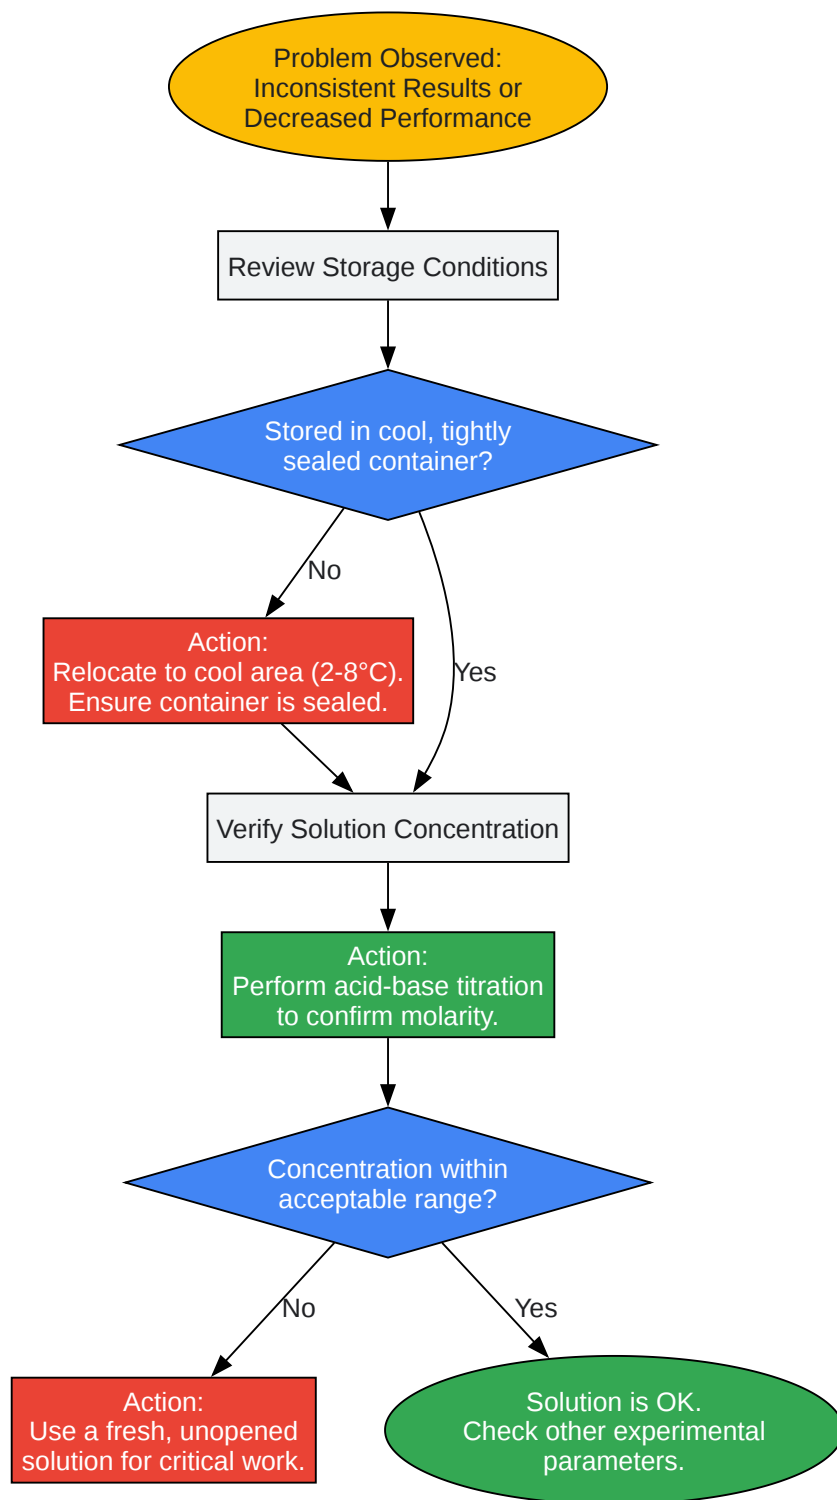 Problem Observed:
Inconsistent Results or
Decreased Performance
Review Storage Conditions
Stored in cool, tightly
sealed container?
No
Yes
Action:
Relocate to cool area (2-8°C).
Ensure container is sealed.
Verify Solution Concentration
Action:
Perform acid-base titration
to confirm molarity.
Concentration within
acceptable range?
No
Yes
Action:
Use a fresh, unopened
solution for critical work.
Solution is OK.
Check other experimental
parameters.